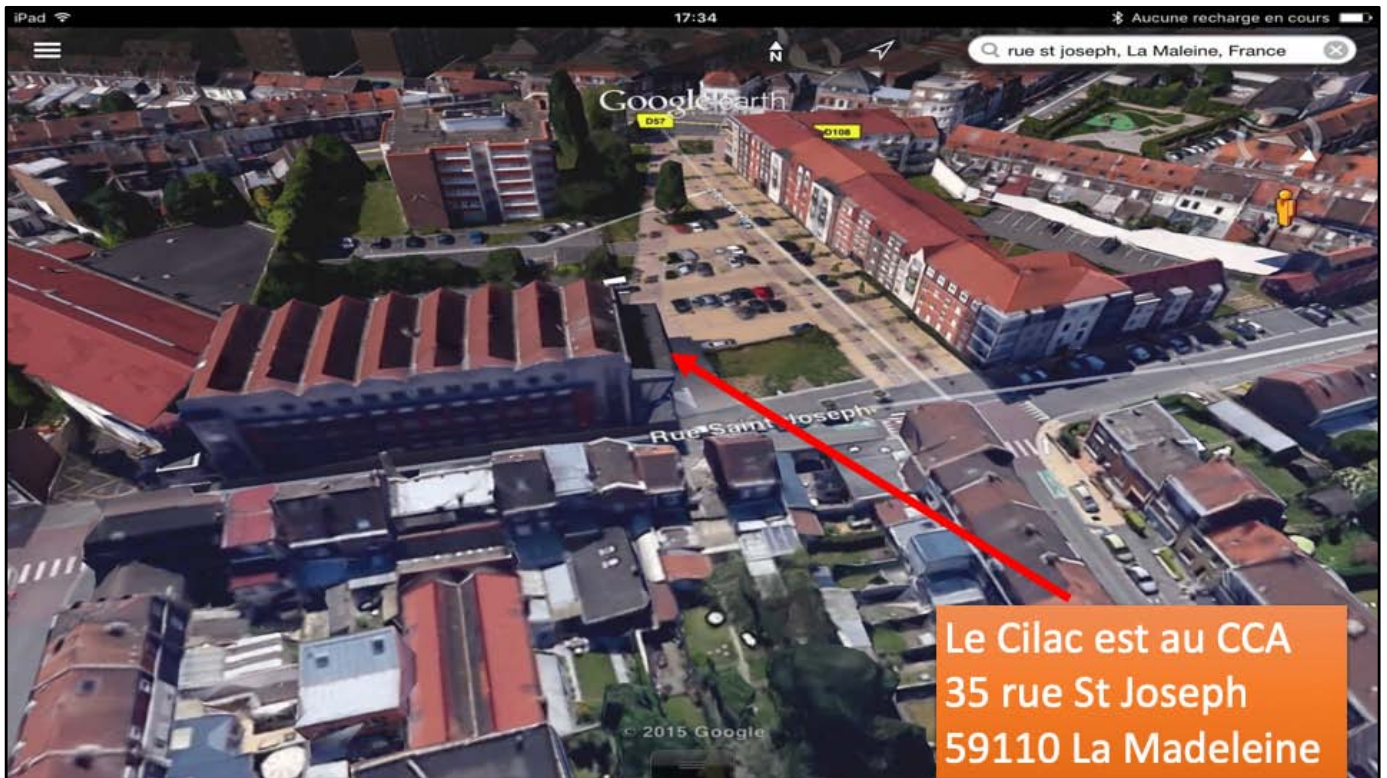 iPad
17:34
Aucune recharge en cours
rue st joseph, La Maleine, France
N
Google earth
D57
D108
Rue Saint-Joseph
Le Cilac est au CCA
35 rue St Joseph
59110 La Madeleine
© 2015 Google